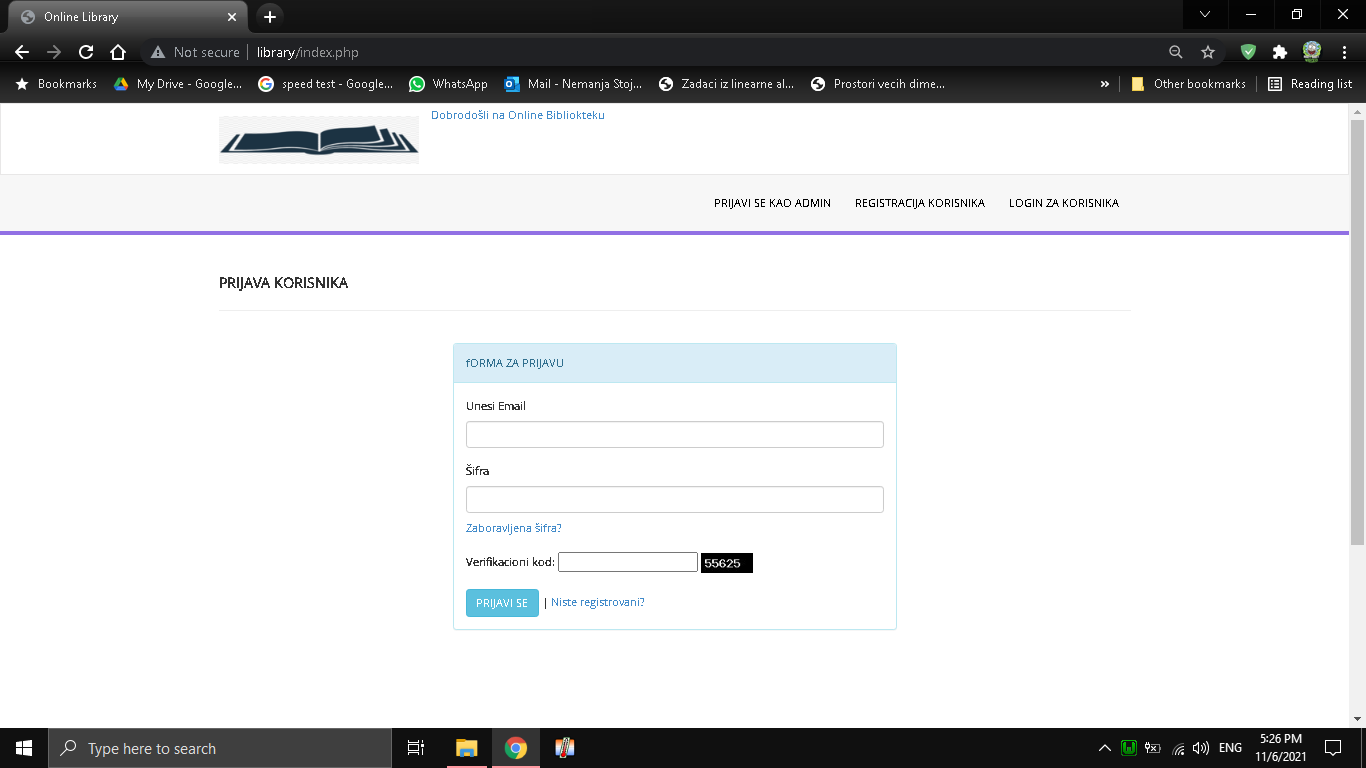 Online Library
Not secure | library/index.php
Bookmarks My Drive - Google... speed test - Google... WhatsApp Mail - Nemanja Stoj... Zadaci iz linearne al... Prostori vecih dime... » Other bookmarks Reading list
Dobrodošli na Online Bibliokteku
PRIJAVI SE KAO ADMIN REGISTRACIJA KORISNIKA LOGIN ZA KORISNIKA
PRIJAVA KORISNIKA
fORMA ZA PRIJAVU
Unesi Email
Šifra
Zaboravljena šifra?
Verifikacioni kod: 55625
PRIJAVI SE | Niste registrovani?
Type here to search
ENG
5:26 PM
11/6/2021